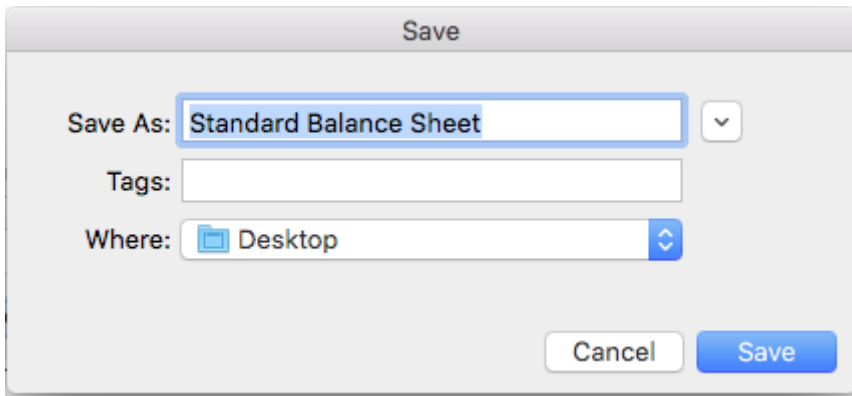 Save
Save As: Standard Balance Sheet
Tags:
Where: Desktop
Cancel Save